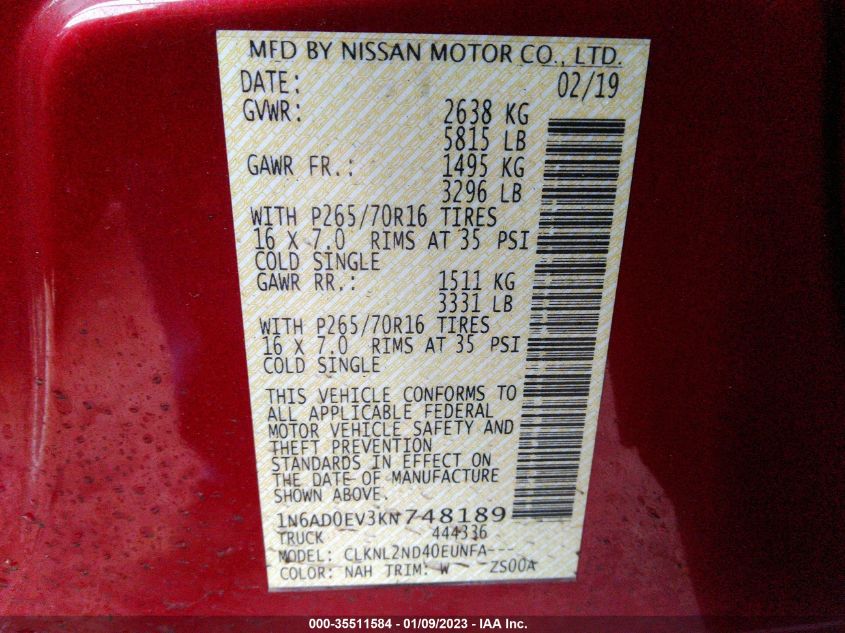 MFD BY NISSAN MOTOR CO., LTD.
DATE: 02/19
GVWR: 2638 KG
5815 LB
GAWR FR.: 1495 KG
3296 LB
WITH P265/70R16 TIRES
16 X 7.0 RIMS AT 35 PSI
COLD SINGLE
GAWR RR.: 1511 KG
3331 LB
WITH P265/70R16 TIRES
16 X 7.0 RIMS AT 35 PSI
COLD SINGLE
THIS VEHICLE CONFORMS TO
ALL APPLICABLE FEDERAL
MOTOR VEHICLE SAFETY AND
THEFT PREVENTION
STANDARDS IN EFFECT ON
THE DATE OF MANUFACTURE
SHOWN ABOVE.
1N6AD0EV3KN748189
TRUCK 444336
MODEL: CLKNL2ND40EUNFA---
COLOR: NAH TRIM: W ZS00A
000-35511584 - 01/09/2023 - IAA Inc.